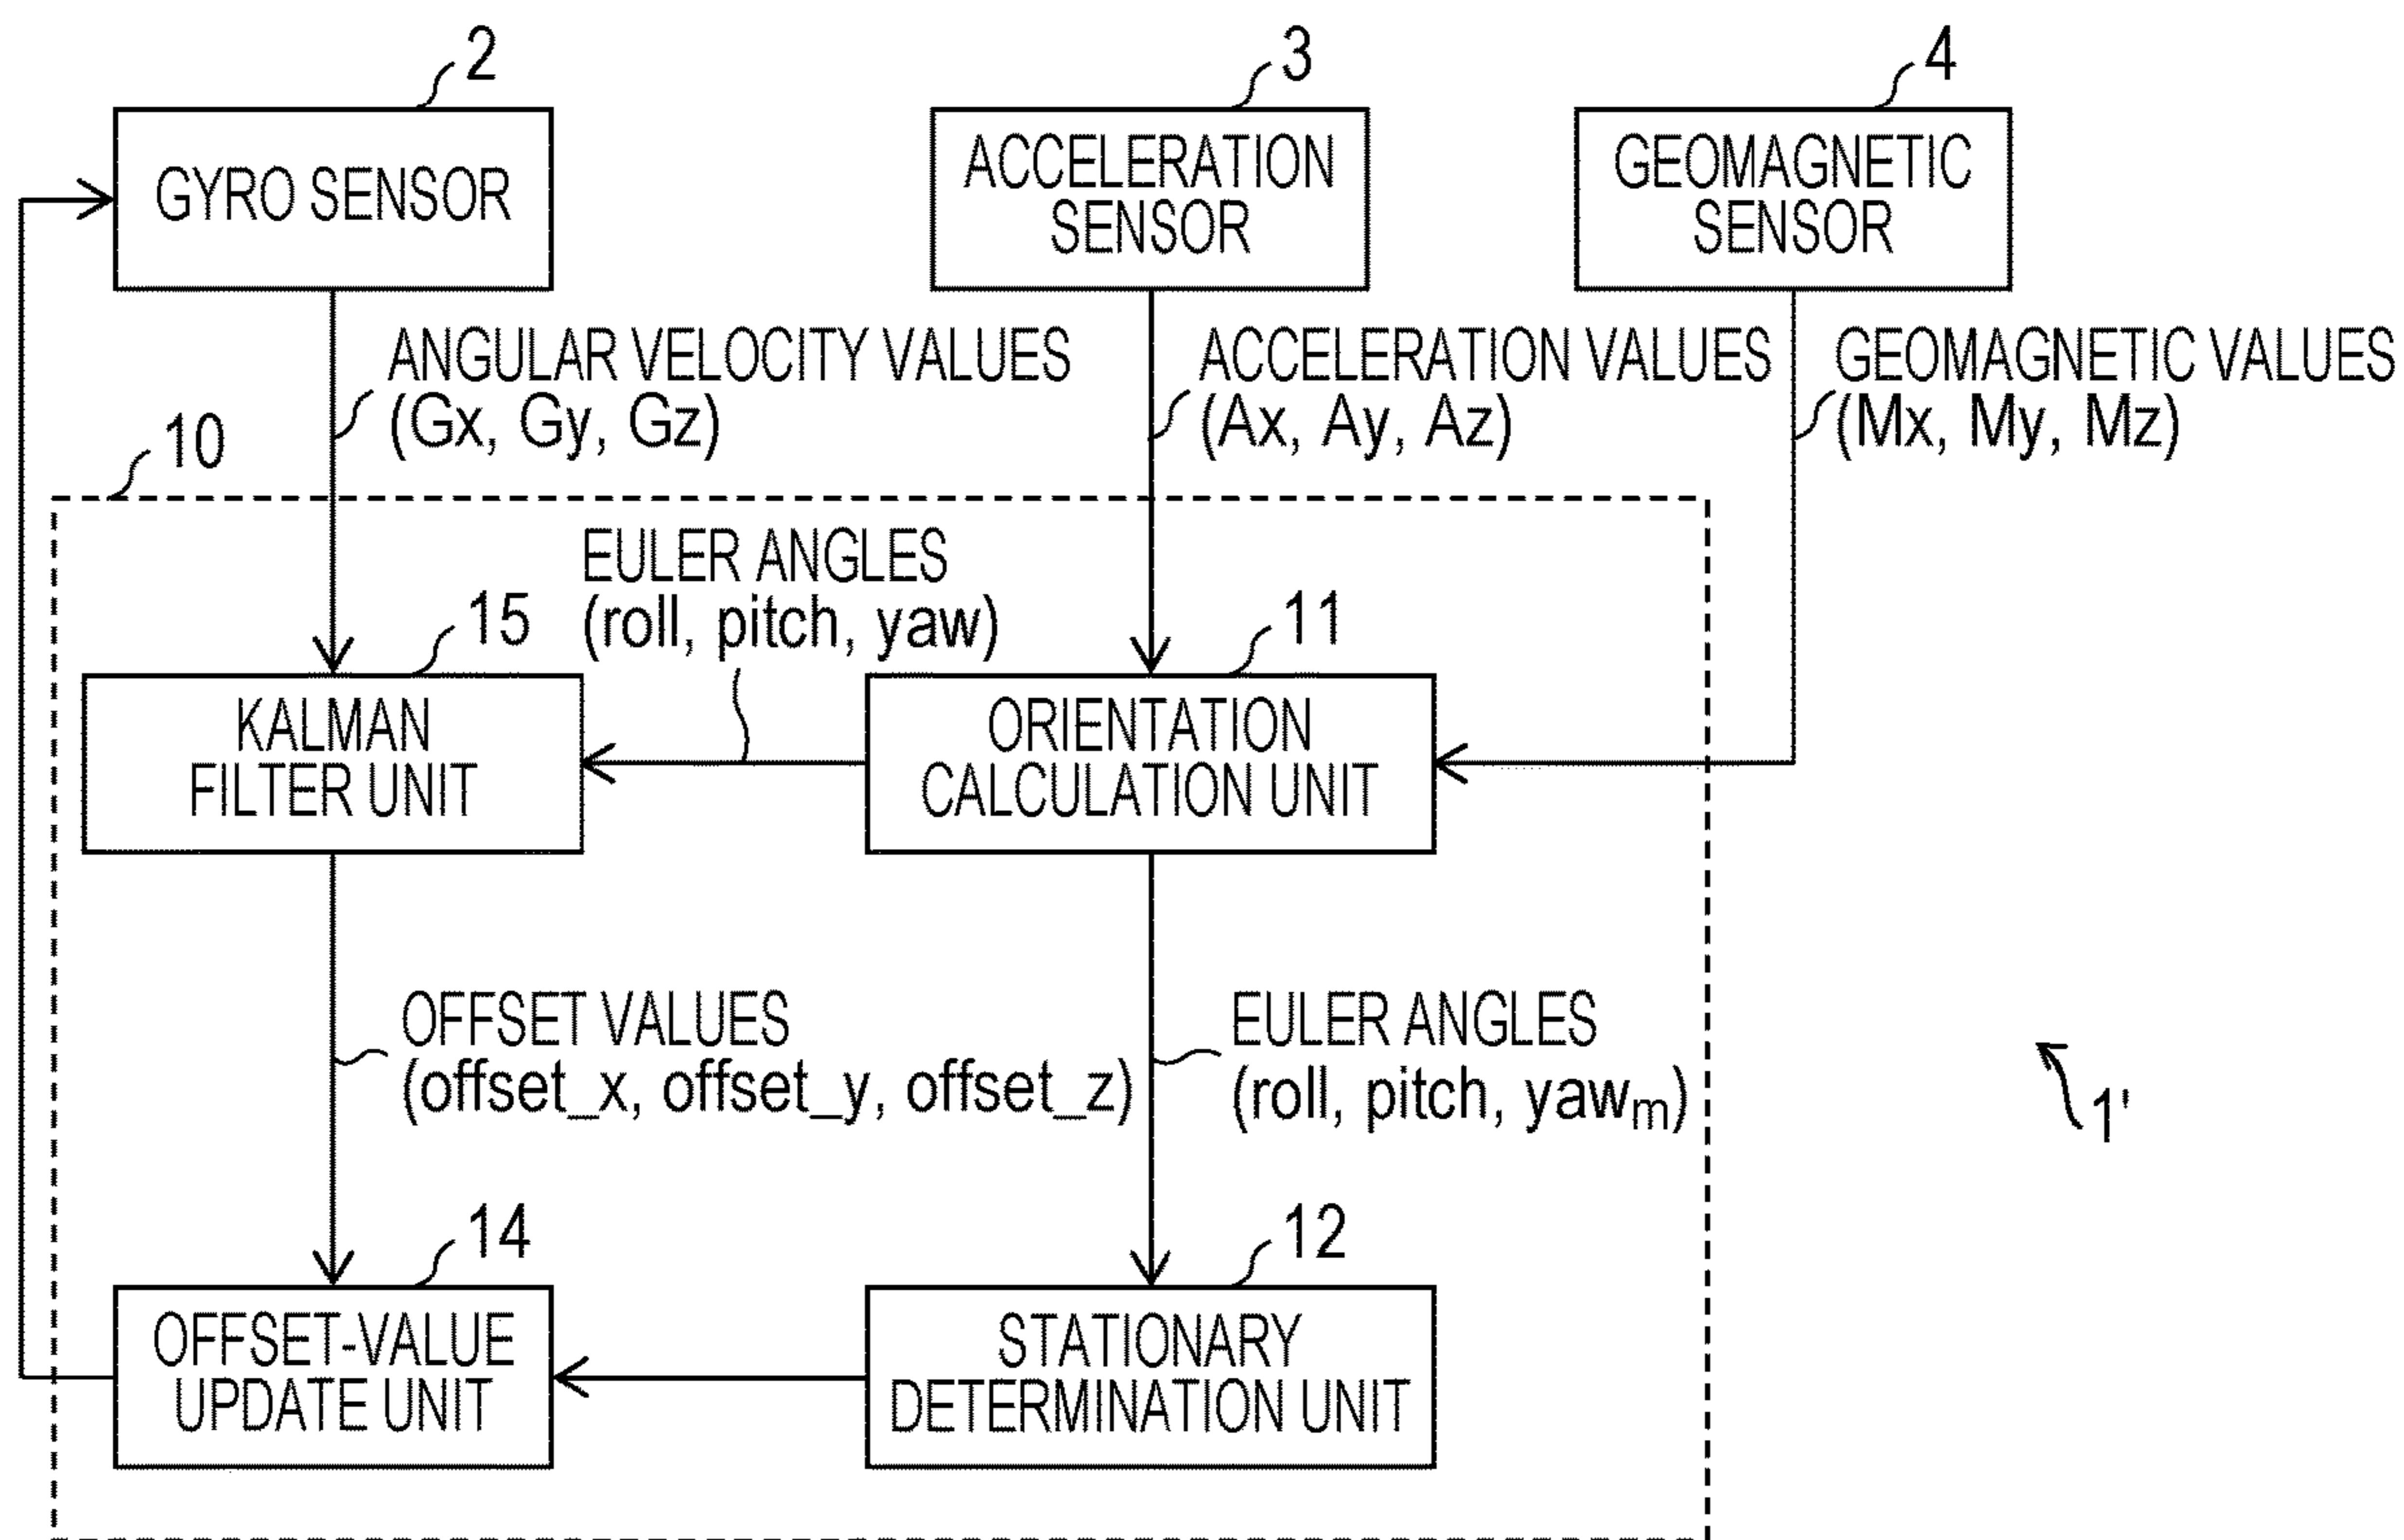 2
3
4
GYRO SENSOR
ACCELERATION
SENSOR
GEOMAGNETIC
SENSOR
ANGULAR VELOCITY VALUES
(Gx, Gy, Gz)
ACCELERATION VALUES
(Ax, Ay, Az)
GEOMAGNETIC VALUES
(Mx, My, Mz)
10
EULER ANGLES
(roll, pitch, yaw)
15
11
KALMAN
FILTER UNIT
ORIENTATION
CALCULATION UNIT
OFFSET VALUES
(offset_x, offset_y, offset_z)
EULER ANGLES
(roll, pitch, yawm)
1'
14
12
OFFSET-VALUE
UPDATE UNIT
STATIONARY
DETERMINATION UNIT